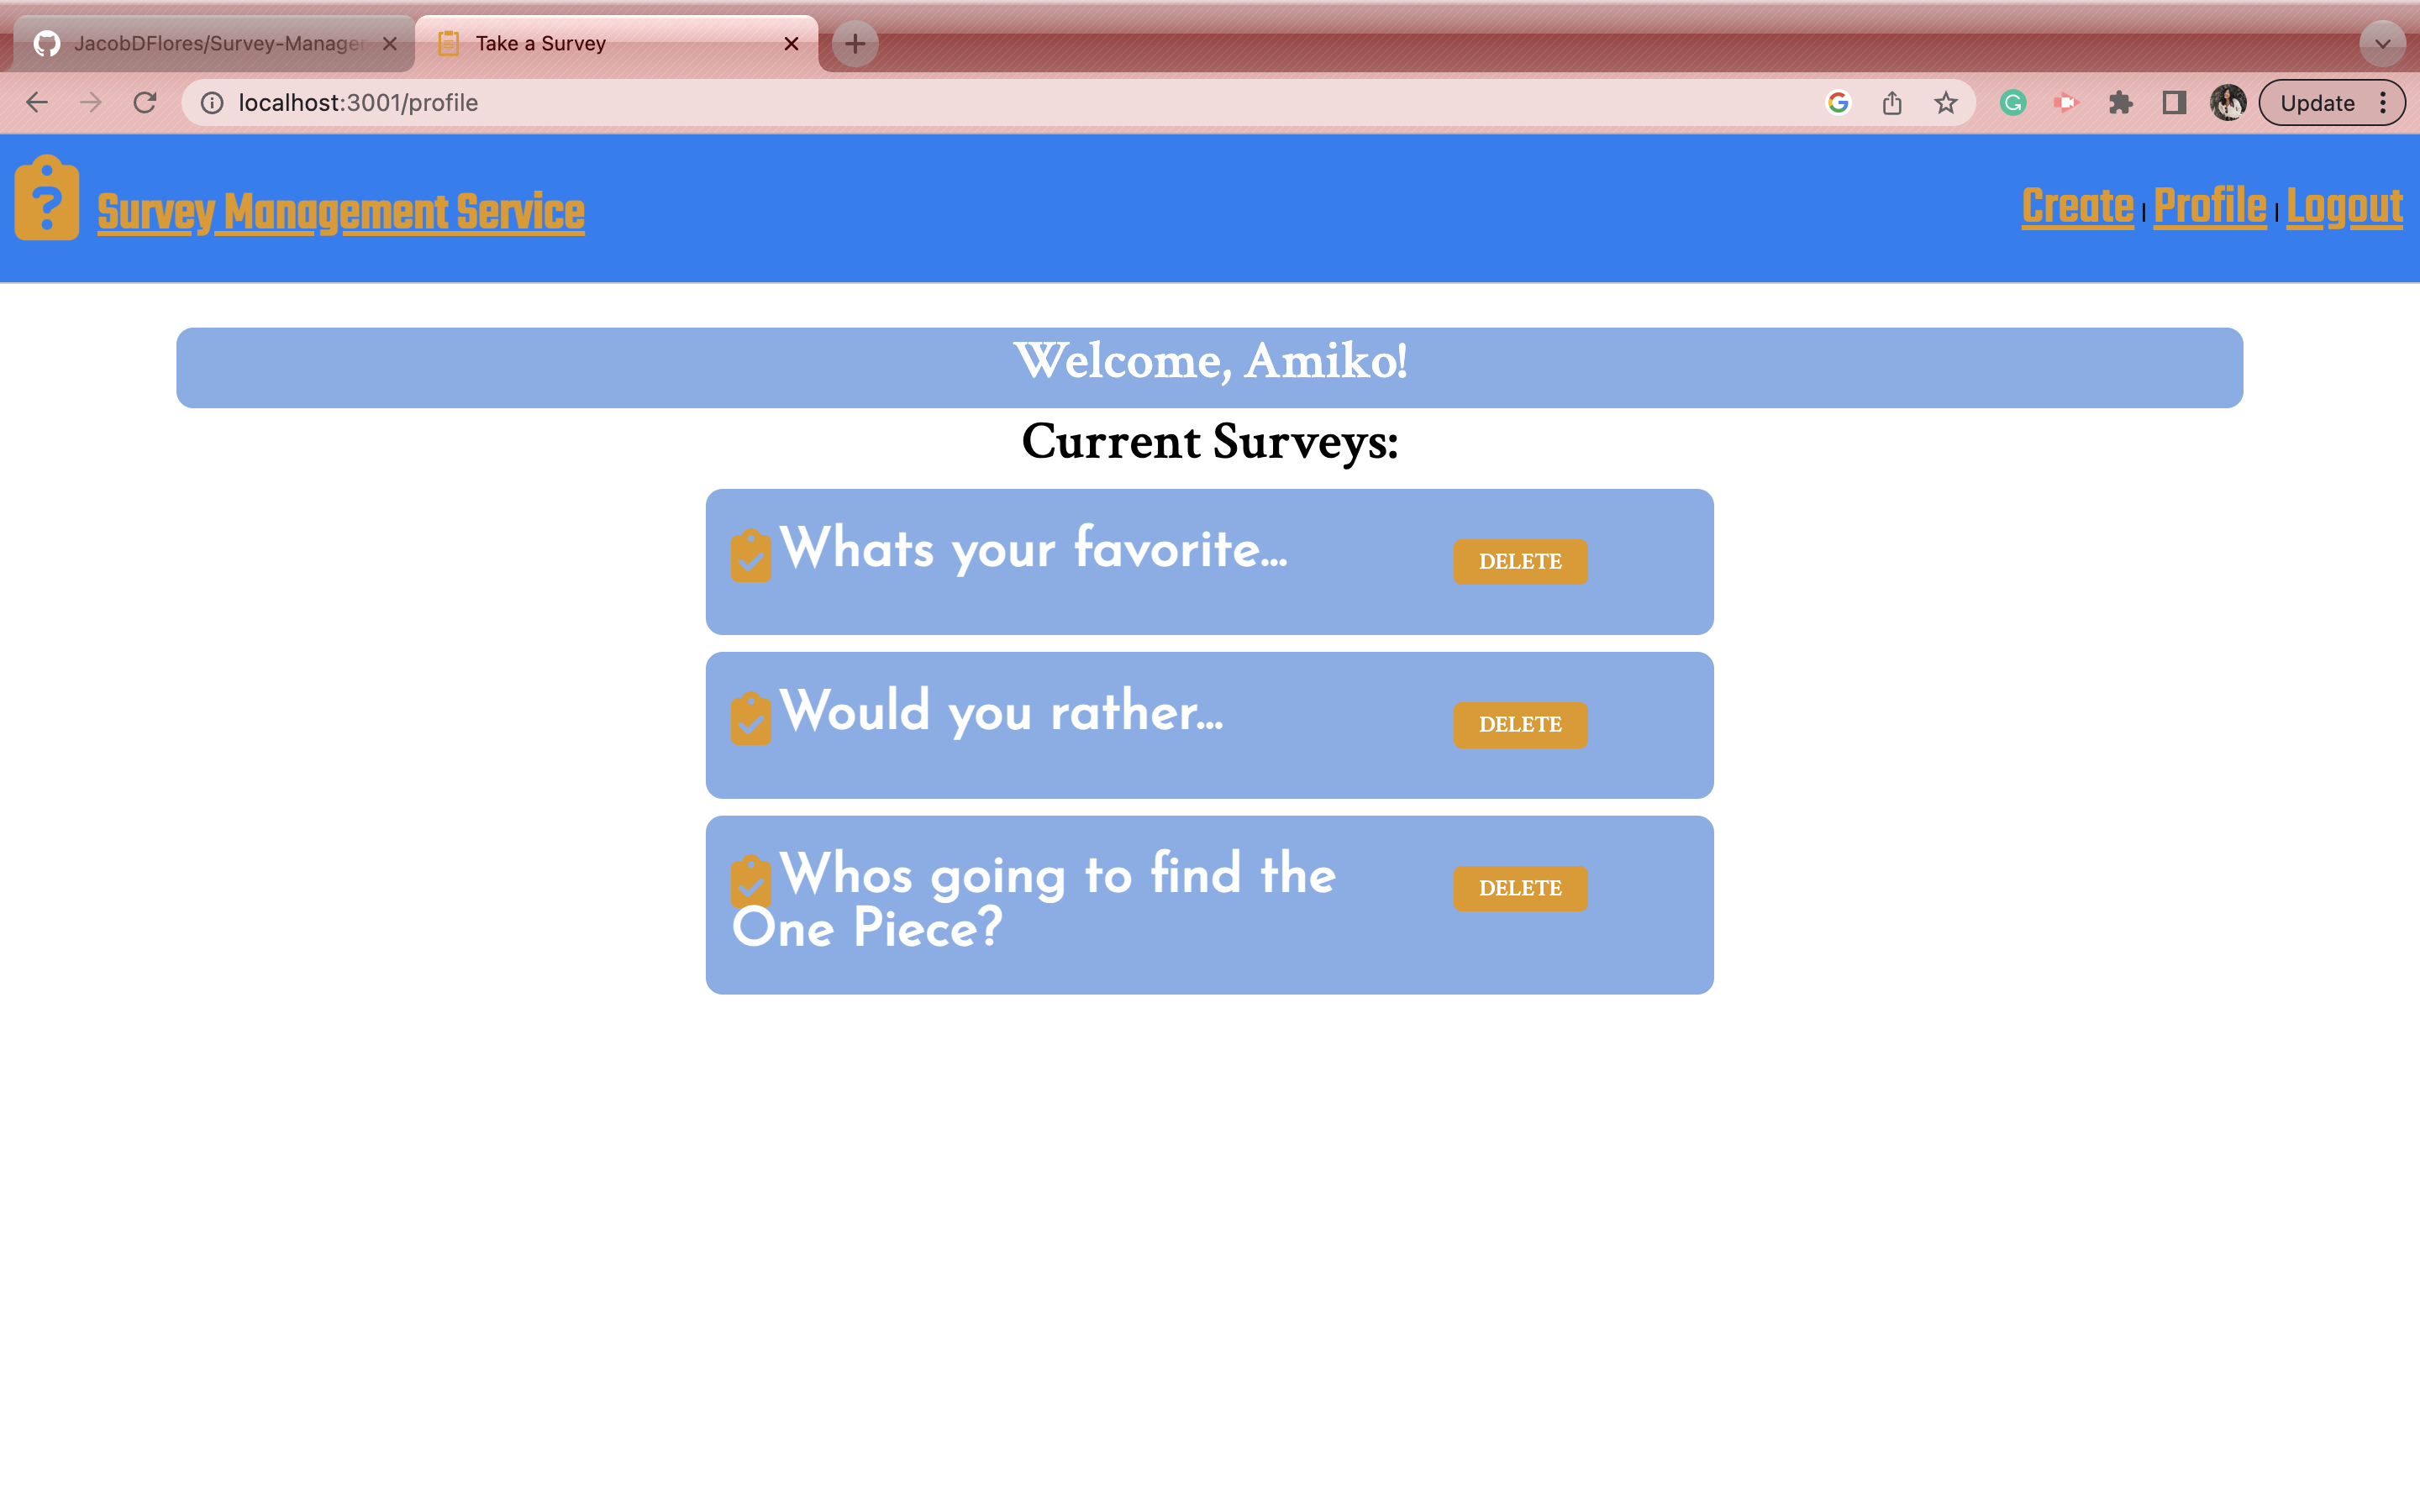 JacobDFlores/Survey-Manager
Take a Survey
localhost:3001/profile
Update
Survey Management Service
Create | Profile | Logout
Welcome, Amiko!
Current Surveys:
Whats your favorite...
DELETE
Would you rather...
DELETE
Whos going to find the
One Piece?
DELETE